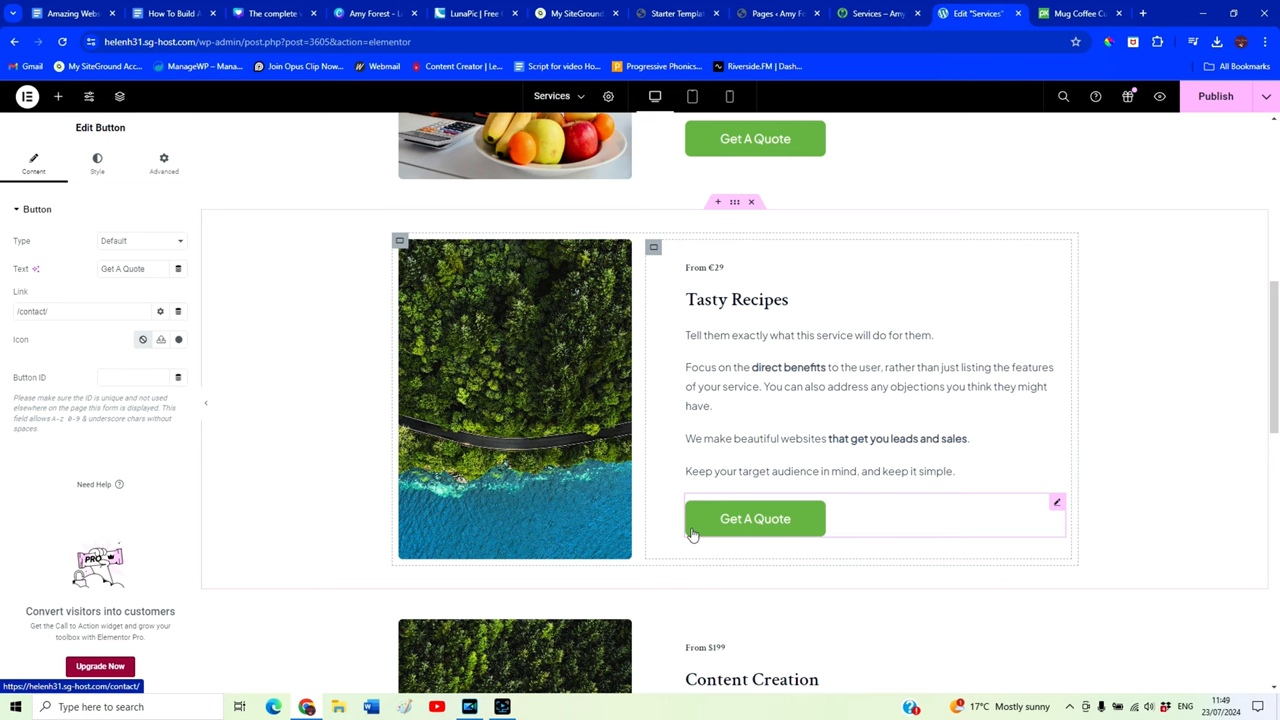 Amazing Webs
How To Build A
The complete v
Amy Forest - Lo
LunaPic | Free O
My SiteGround
Starter Templat
Pages ‹ Amy Fo
Services – Amy
Edit "Services"
Mug Coffee Cu
helenh31.sg-host.com/wp-admin/post.php?post=3605&action=elementor
Gmail
My SiteGround Acc...
ManageWP – Mana...
Join Opus Clip Now...
Webmail
Content Creator | Le...
Script for video Ho...
Progressive Phonics...
Riverside.FM | Dash...
All Bookmarks
Services
Publish
Edit Button
Content
Style
Advanced
Button
Type
Default
Text
Get A Quote
Link
/contact/
Icon
Button ID
Please make sure the ID is unique and not used
elsewhere on the page this form is displayed. This
field allows A-z 0-9 & underscore chars without
spaces.
Need Help
PRO
Convert visitors into customers
Get the Call to Action widget and grow your
toolbox with Elementor Pro.
Upgrade Now
https://helenh31.sg-host.com/contact/
Get A Quote
From €29
Tasty Recipes
Tell them exactly what this service will do for them.
Focus on the direct benefits to the user, rather than just listing the features
of your service. You can also address any objections you think they might
have.
We make beautiful websites that get you leads and sales.
Keep your target audience in mind, and keep it simple.
Get A Quote
From $199
Content Creation
Type here to search
17°C Mostly sunny
ENG
11:49
23/07/2024